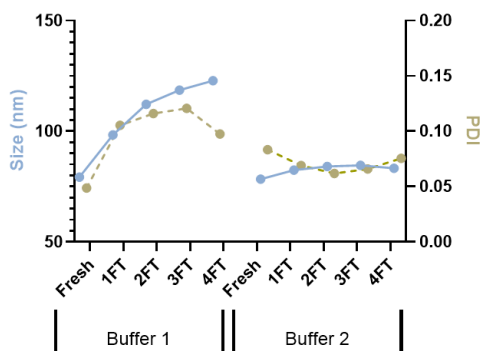 150
100
50
Size (nm)
0.20
0.15
0.10
0.05
0.00
PDI
Fresh
1FT
2FT
3FT
4FT
Fresh
1FT
2FT
3FT
4FT
Buffer 1
Buffer 2